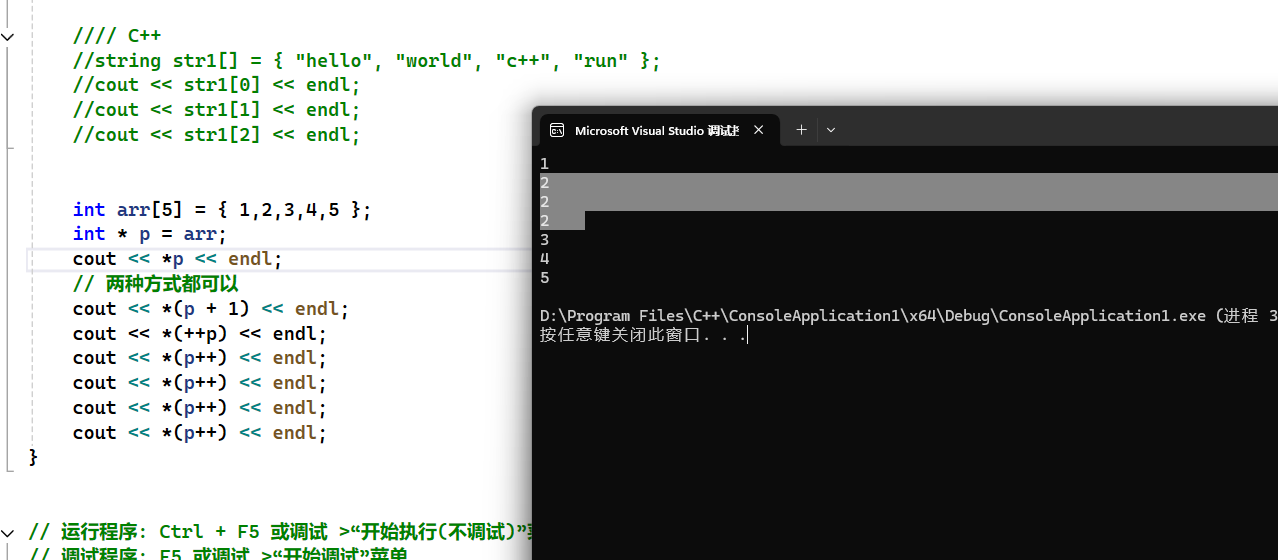 //// C++
//string str1[] = { "hello", "world", "c++", "run" };
//cout << str1[0] << endl;
//cout << str1[1] << endl;
//cout << str1[2] << endl;
int arr[5] = { 1,2,3,4,5 };
int * p = arr;
cout << *p << endl;
// 两种方式都可以
cout << *(p + 1) << endl;
cout << *(++p) << endl;
cout << *(p++) << endl;
cout << *(p++) << endl;
cout << *(p++) << endl;
cout << *(p++) << endl;
}
// 运行程序: Ctrl + F5 或调试 >“开始执行(不调试)”
// 调试程序: F5 或调试 >“开始调试”菜单
Microsoft Visual Studio 调试
1
2
2
2
3
4
5
D:\Program Files\C++\ConsoleApplication1\x64\Debug\ConsoleApplication1.exe (进程 3
按任意键关闭此窗口. . .